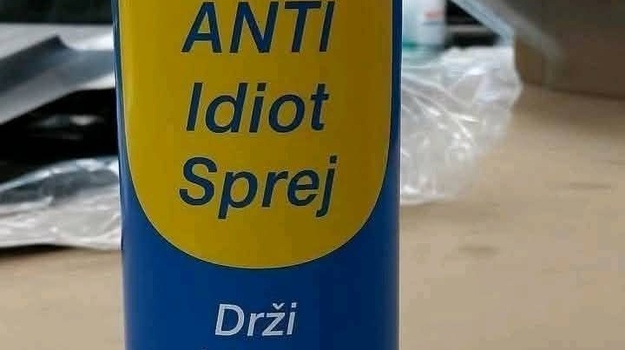 ANTI
Idiot
Sprej
Drži